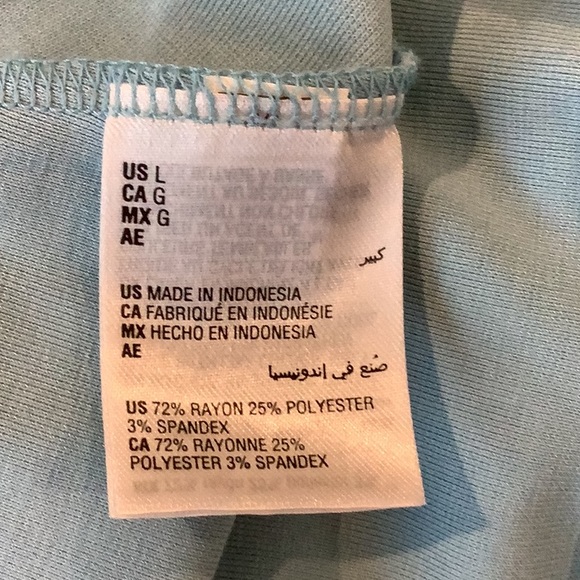 US L
CA G
MX G
AE
كبير
US MADE IN INDONESIA
CA FABRIQUÉ EN INDONÉSIE
MX HECHO EN INDONESIA
AE
صُنع في إندونيسيا
US 72% RAYON 25% POLYESTER
3% SPANDEX
CA 72% RAYONNE 25%
POLYESTER 3% SPANDEX